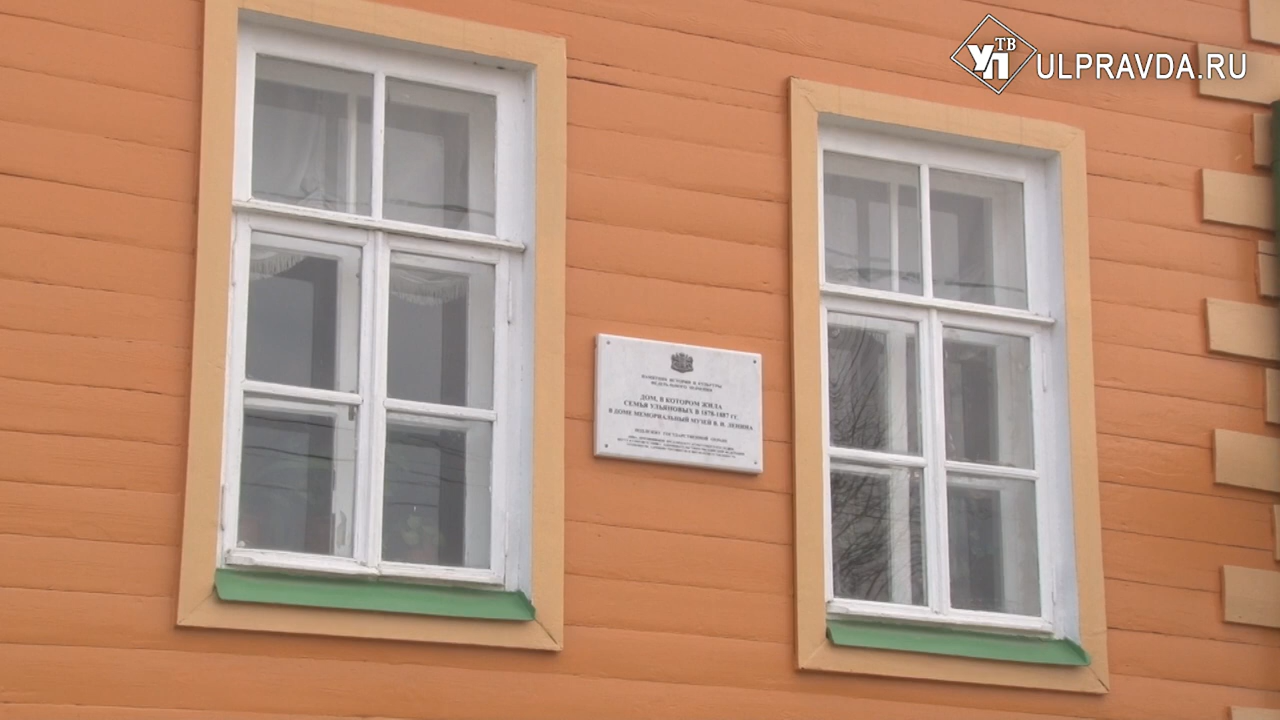 ТВ
УП ULPRAVDA.RU
ПАМЯТНИК ИСТОРИИ И КУЛЬТУРЫ
ФЕДЕРАЛЬНОГО ЗНАЧЕНИЯ
ДОМ, В КОТОРОМ ЖИЛА
СЕМЬЯ УЛЬЯНОВЫХ В 1878-1887 ГГ.
В ДОМЕ МЕМОРИАЛЬНЫЙ МУЗЕЙ В. И. ЛЕНИНА
ПОДЛЕЖИТ ГОСУДАРСТВЕННОЙ ОХРАНЕ